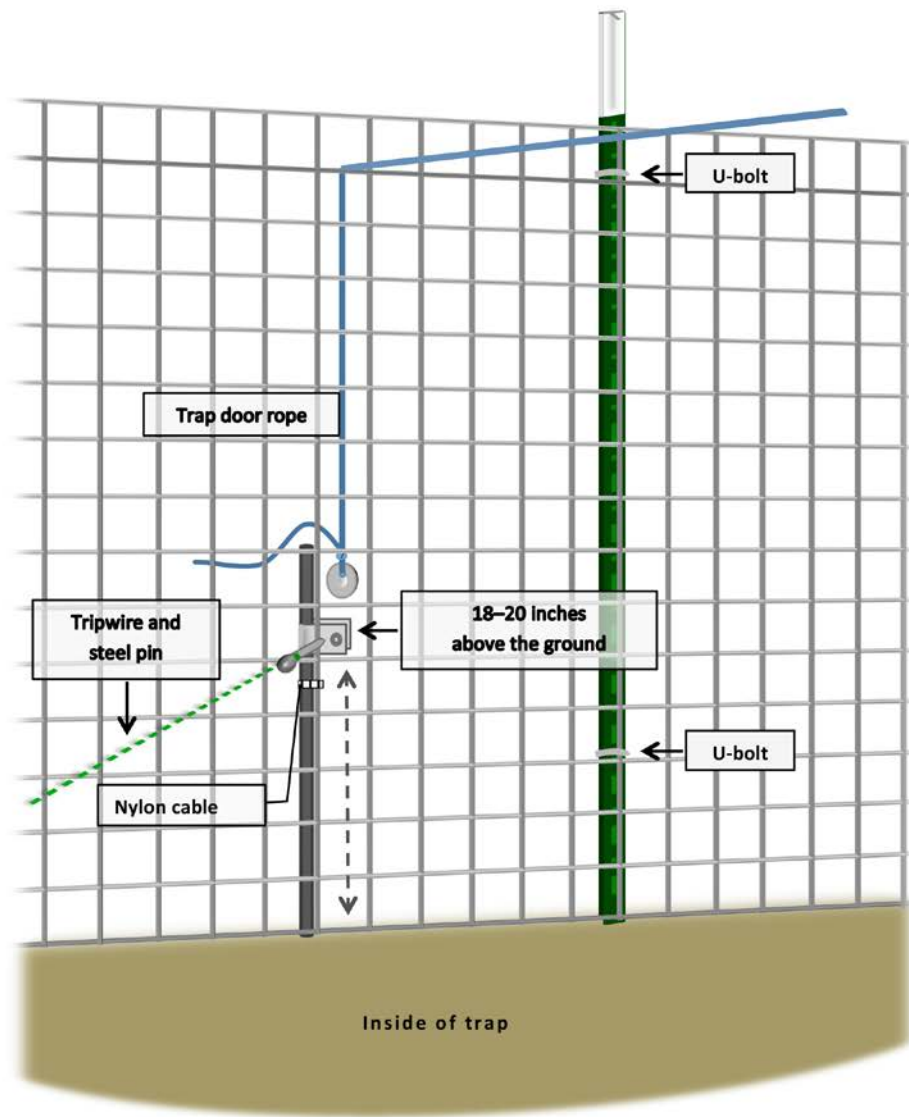 U-bolt
Trap door rope
18–20 inches
above the ground
Tripwire and
steel pin
U-bolt
Nylon cable
Inside of trap